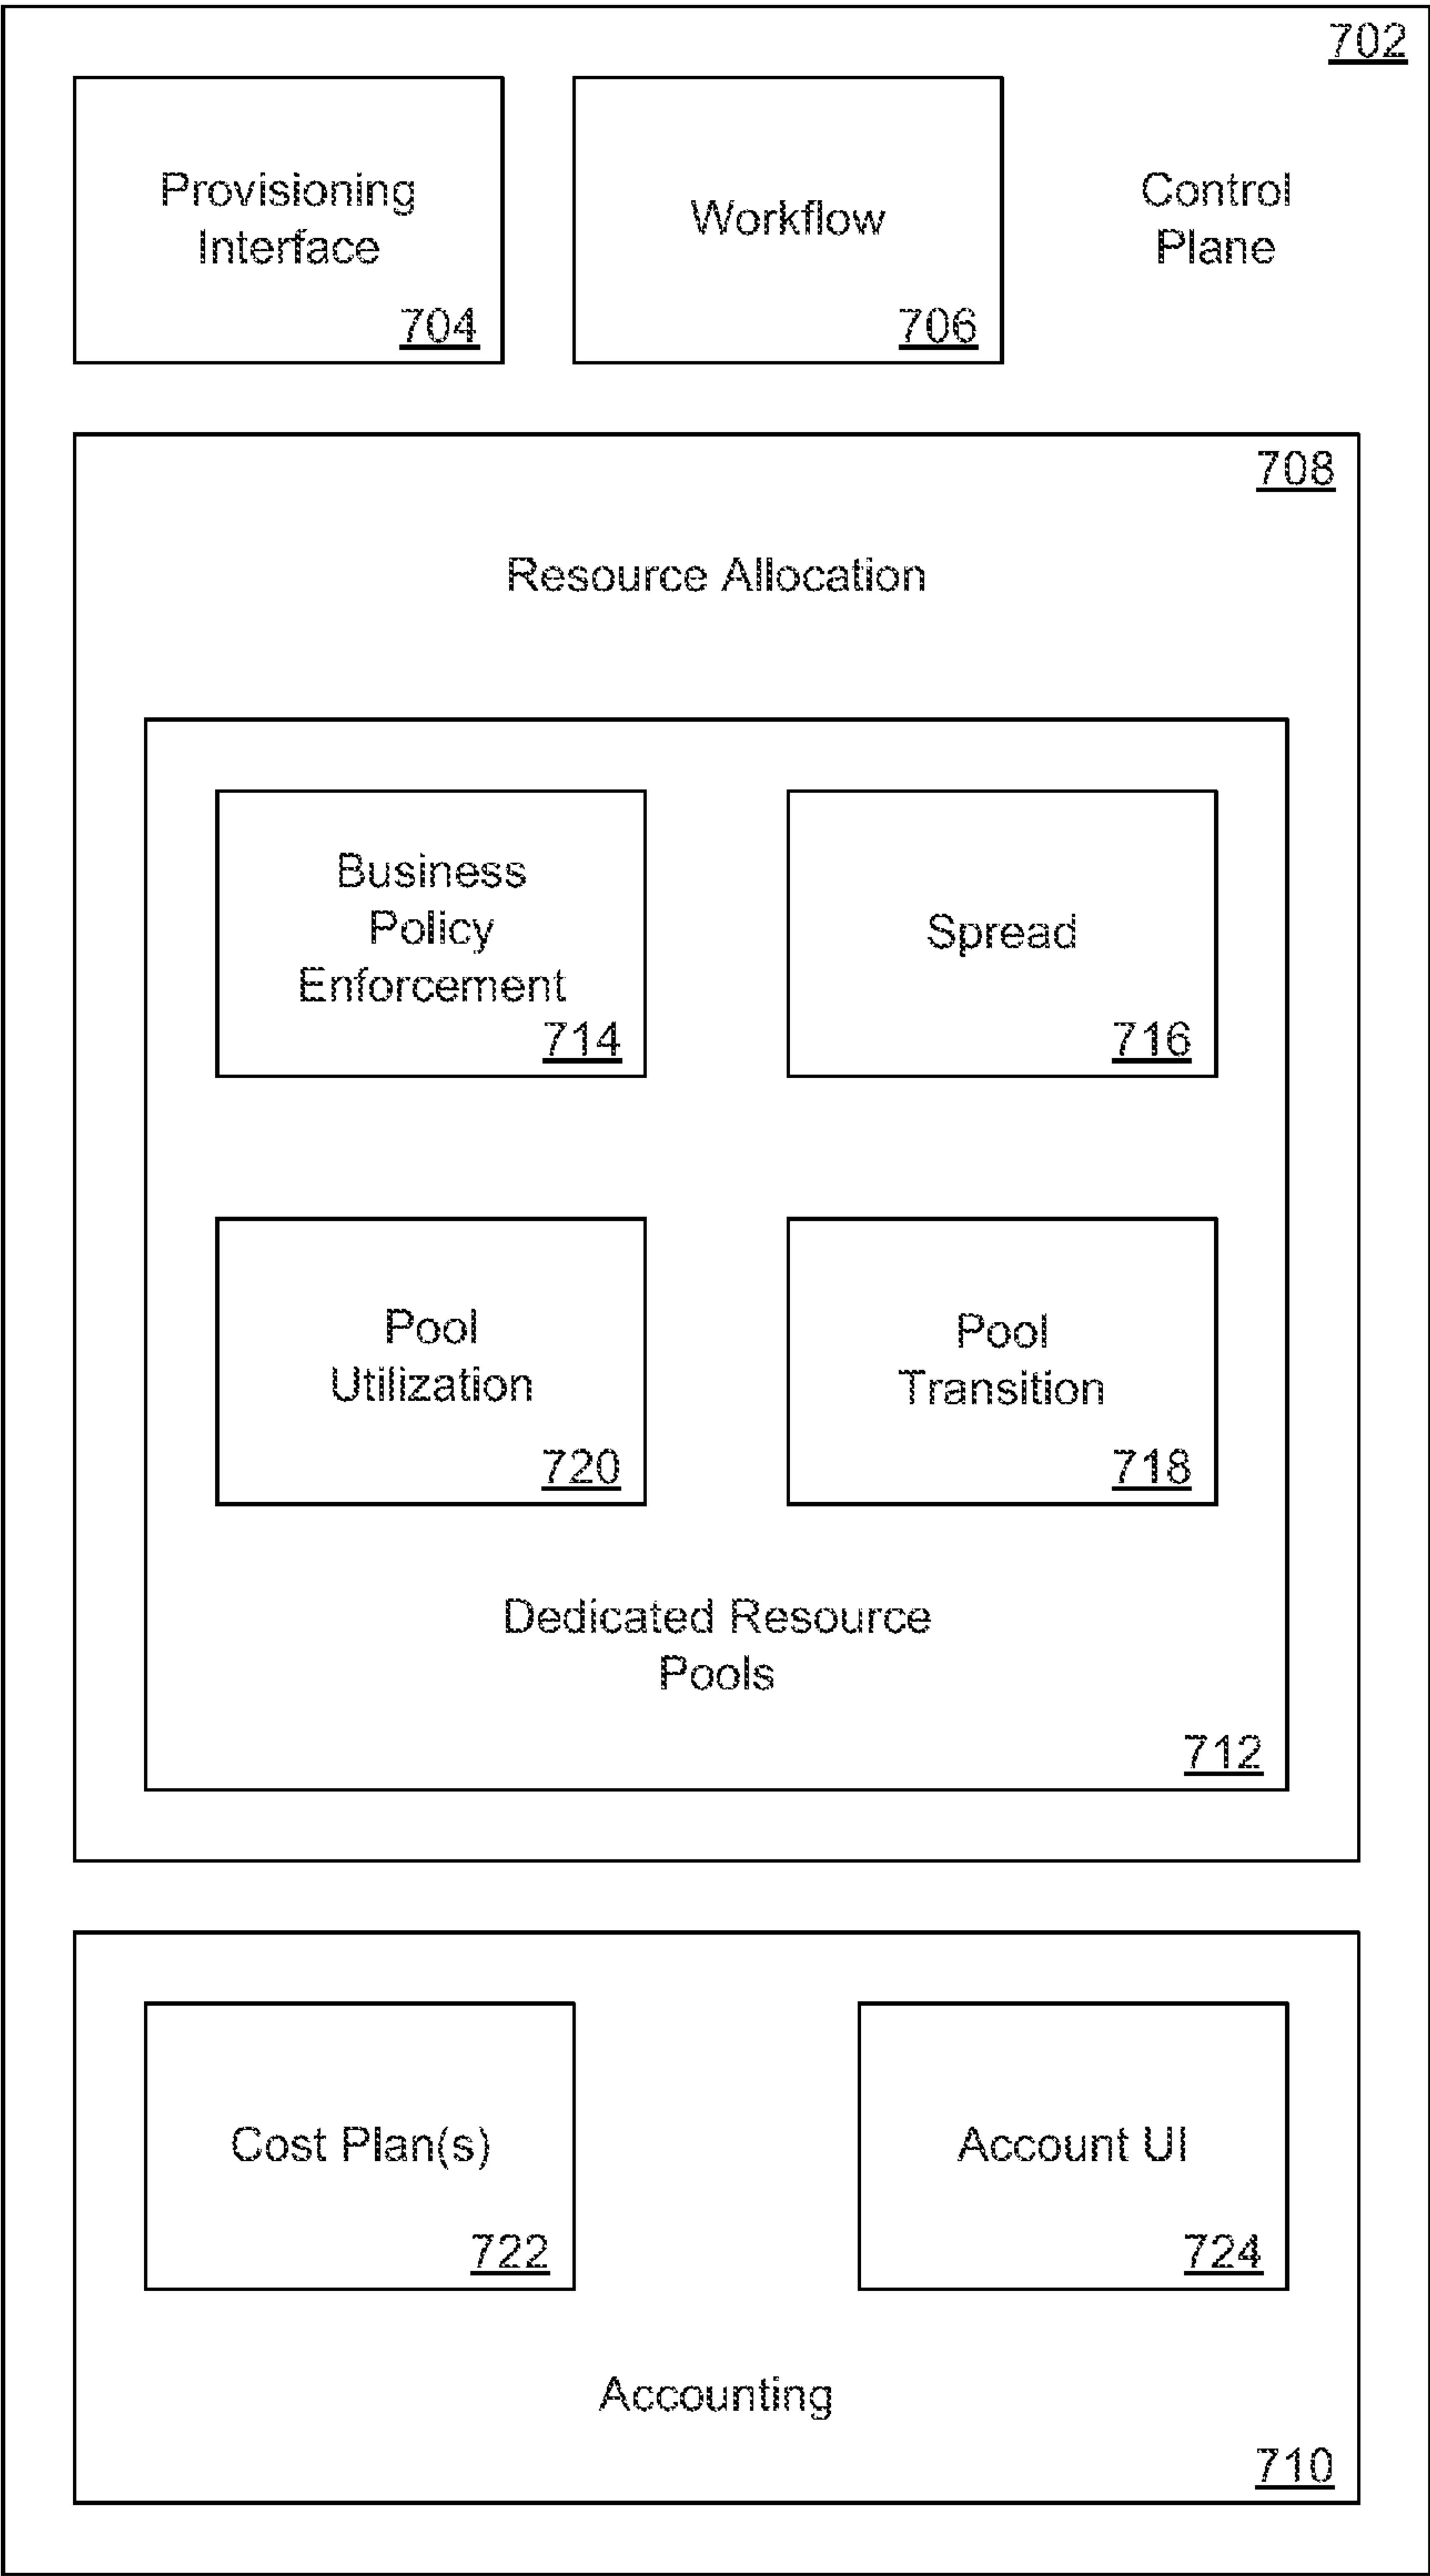 702
Provisioning
Interface
704
Workflow
706
Control
Plane
708
Resource Allocation
Business
Policy
Enforcement
714
Spread
716
Pool
Utilization
720
Pool
Transition
718
Dedicated Resource
Pools
712
Cost Plan(s)
722
Account UI
724
Accounting
710